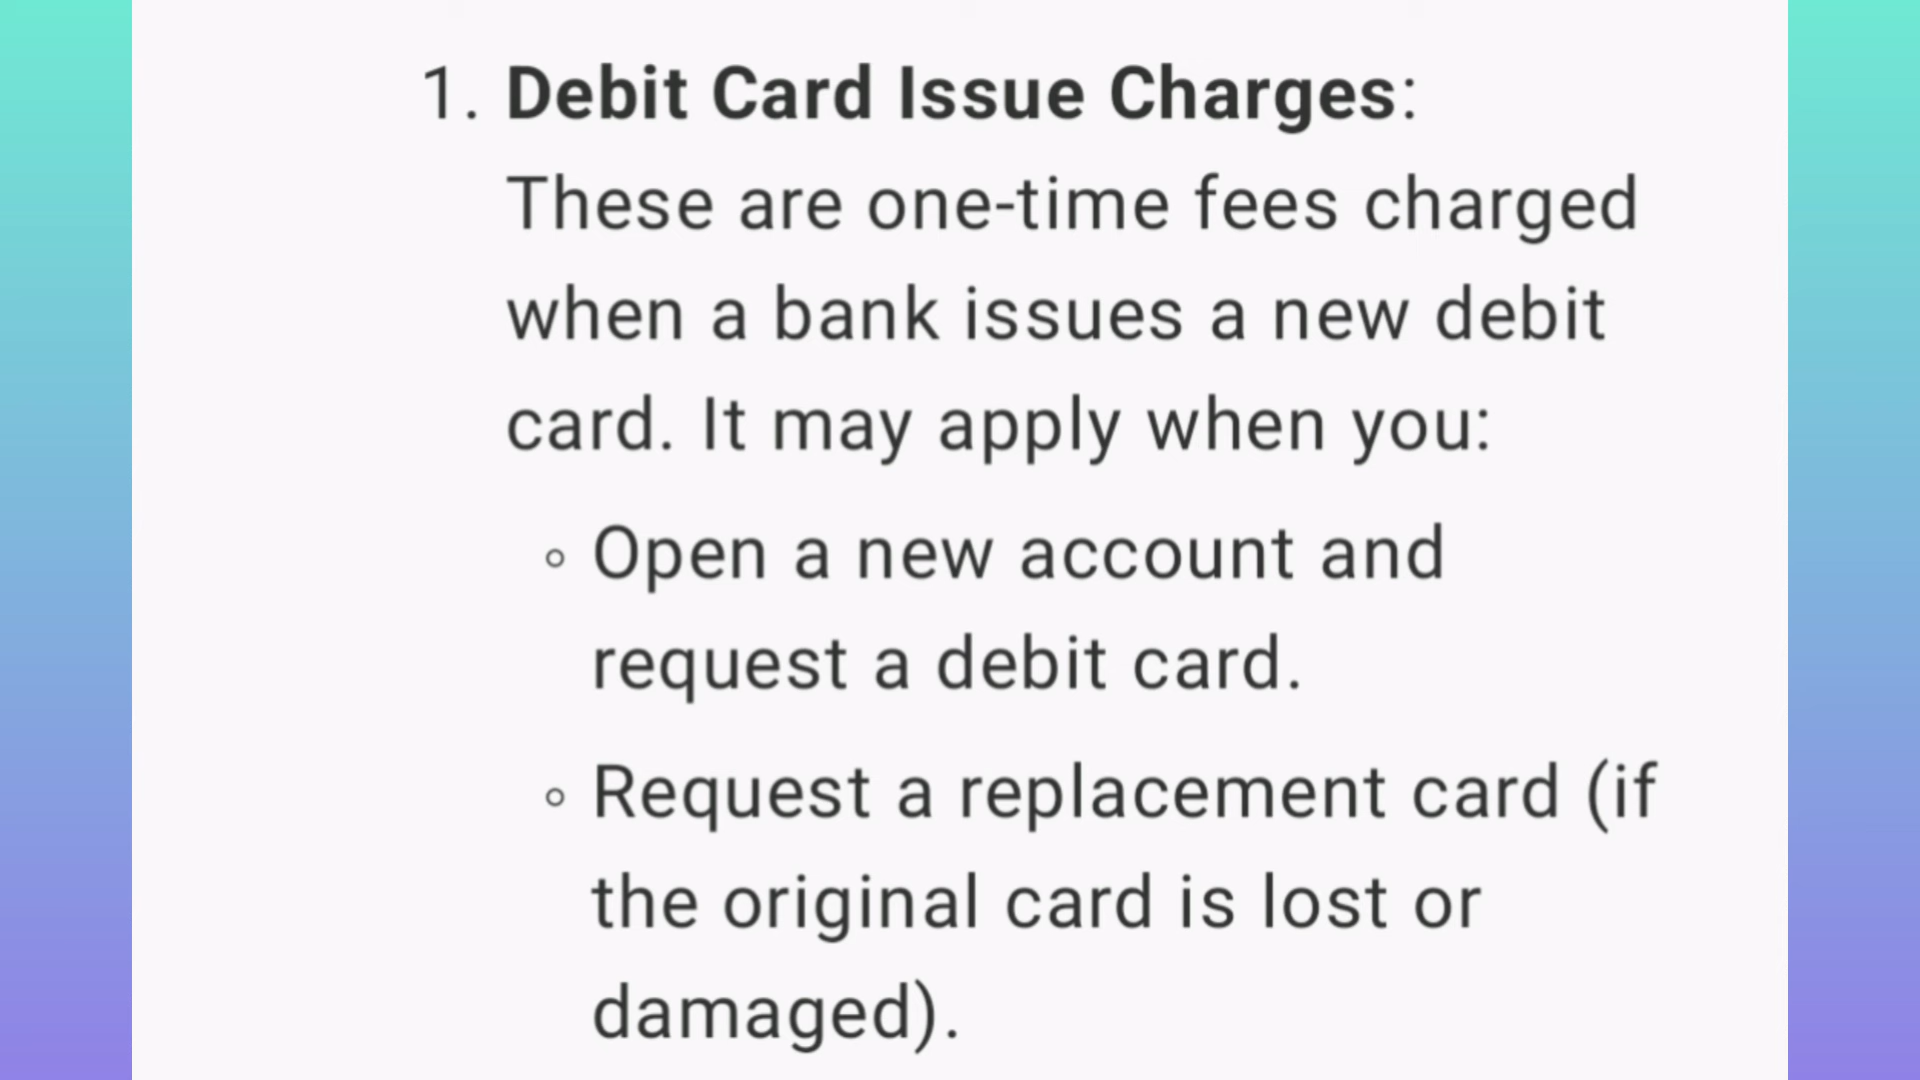 1. Debit Card Issue Charges:
These are one-time fees charged
when a bank issues a new debit
card. It may apply when you:
◦ Open a new account and
request a debit card.
◦ Request a replacement card (if
the original card is lost or
damaged).